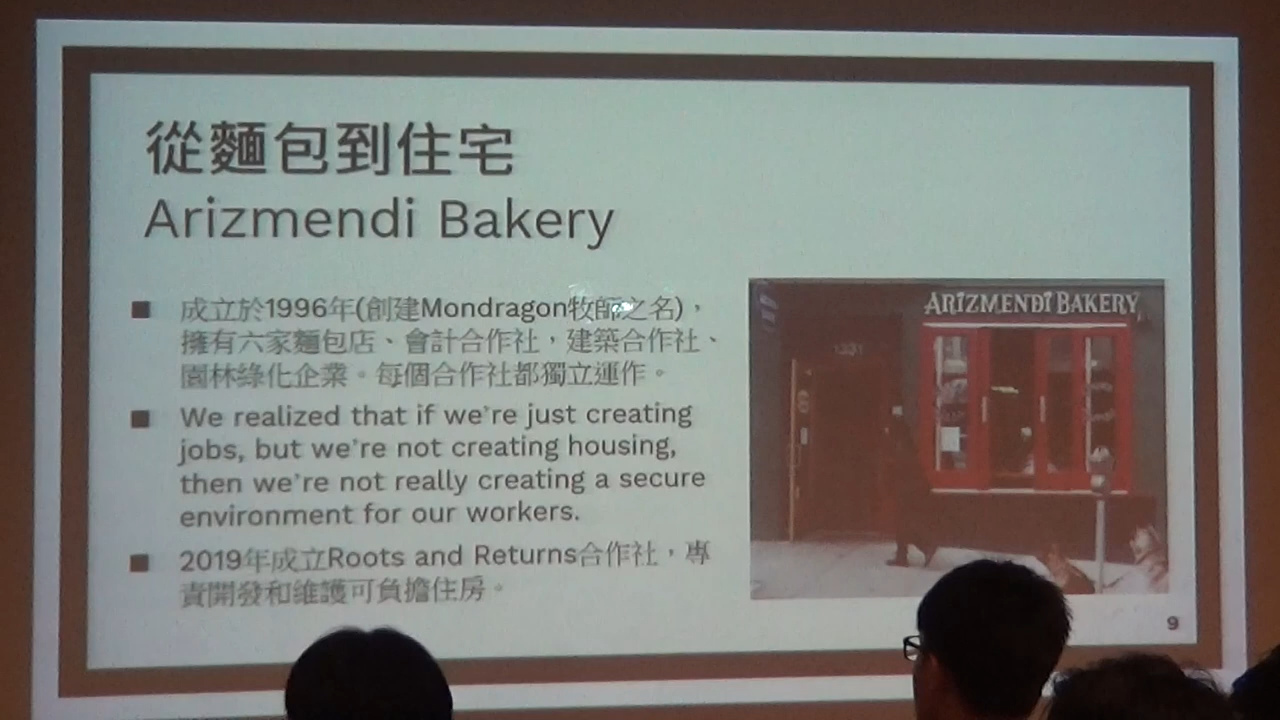 從麵包到住宅
Arizmendi Bakery
成立於1996年(創建Mondragon牧師之名)，
擁有六家麵包店、會計合作社，建築合作社、
園林綠化企業。每個合作社都獨立運作。
We realized that if we're just creating
jobs, but we're not creating housing,
then we're not really creating a secure
environment for our workers.
2019年成立Roots and Returns合作社，專
責開發和維護可負擔住房。
ARIZMENDI BAKERY
1331
9